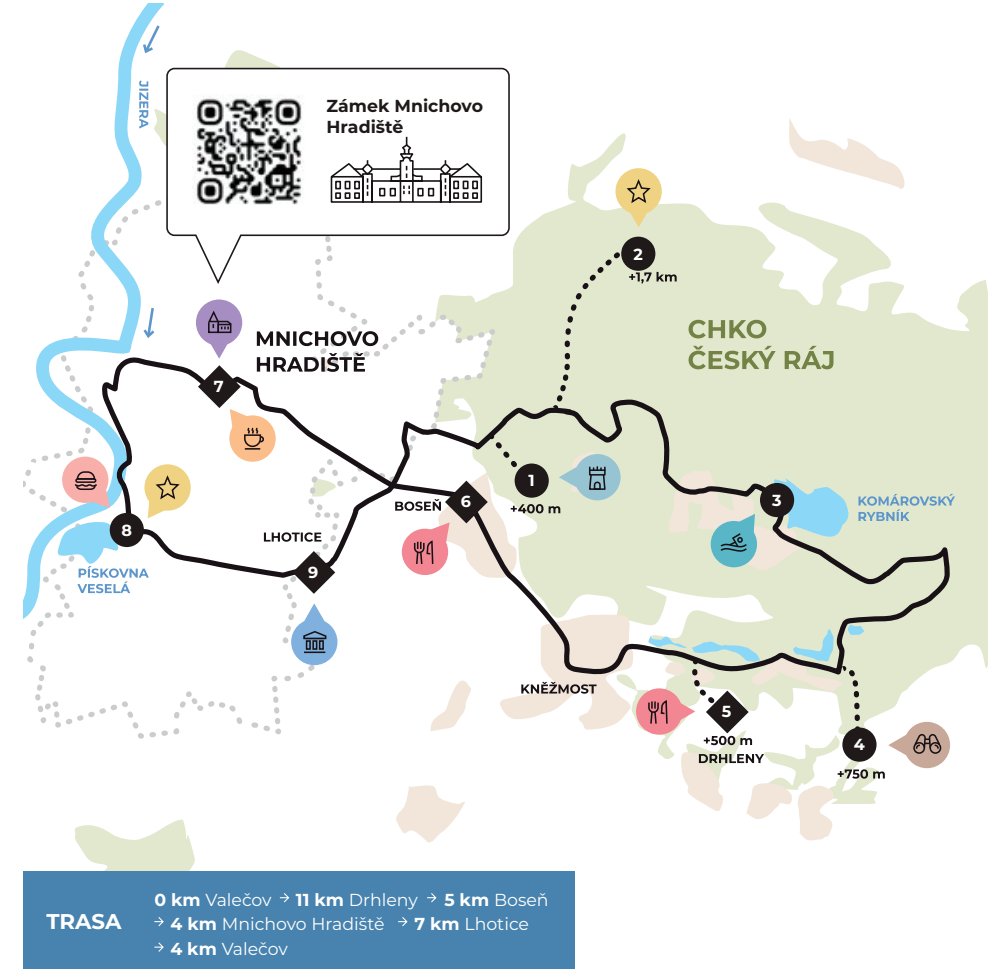 JIZERA
Zámek Mnichovo
Hradiště
2
+1,7 km
CHKO
ČESKÝ RÁJ
MNICHOVO
HRADIŠTĚ
7
1
+400 m
3
KOMÁROVSKÝ
RYBNÍK
BOSEŇ
6
8
LHOTICE
9
PÍSKOVNA
VESELÁ
KNĚŽMOST
5
+500 m
DRHLENY
4
+750 m
TRASA
0 km Valečov → 11 km Drhleny → 5 km Boseň
→ 4 km Mnichovo Hradiště → 7 km Lhotice
→ 4 km Valečov